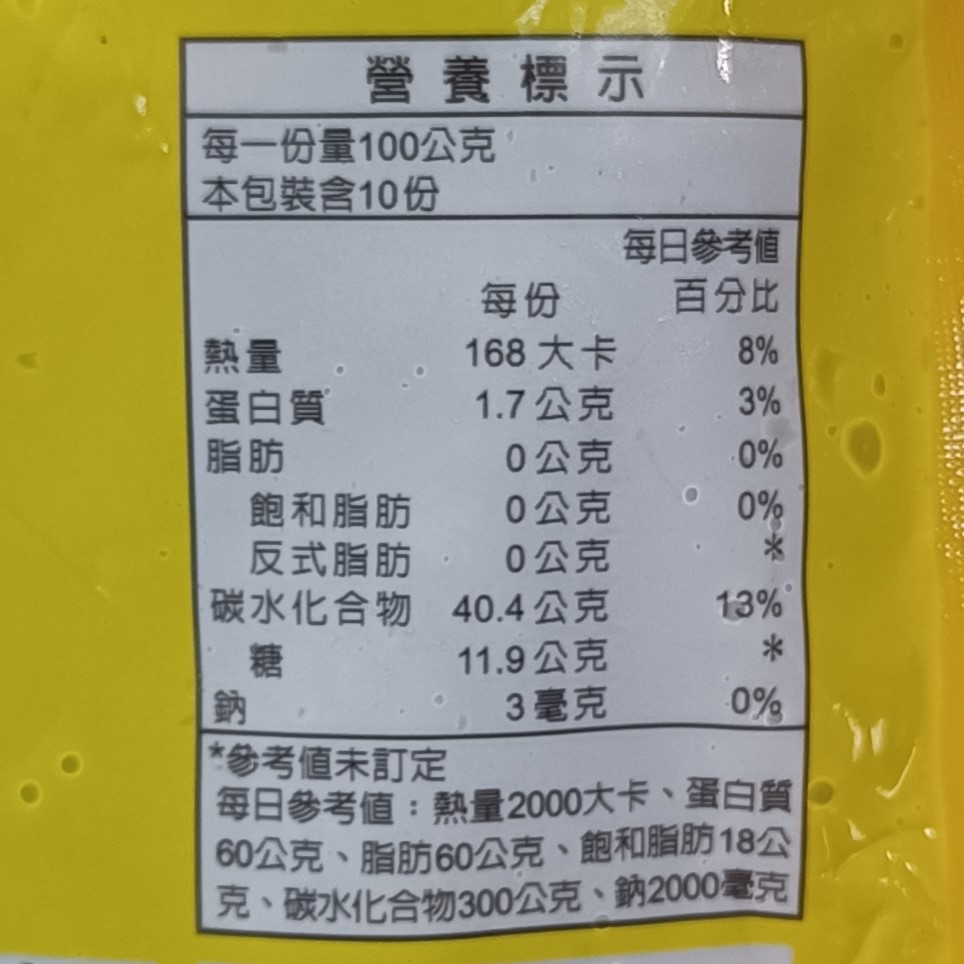 營養標示
每一份量100公克
本包裝含10份
每日參考值
每份 百分比
熱量 168大卡 8%
蛋白質 1.7公克 3%
脂肪 0公克 0%
飽和脂肪 0公克 0%
反式脂肪 0公克 *
碳水化合物 40.4公克 13%
糖 11.9公克 *
鈉 3毫克 0%
*參考值未訂定
每日參考值：熱量2000大卡、蛋白質
60公克、脂肪60公克、飽和脂肪18公
克、碳水化合物300公克、鈉2000毫克